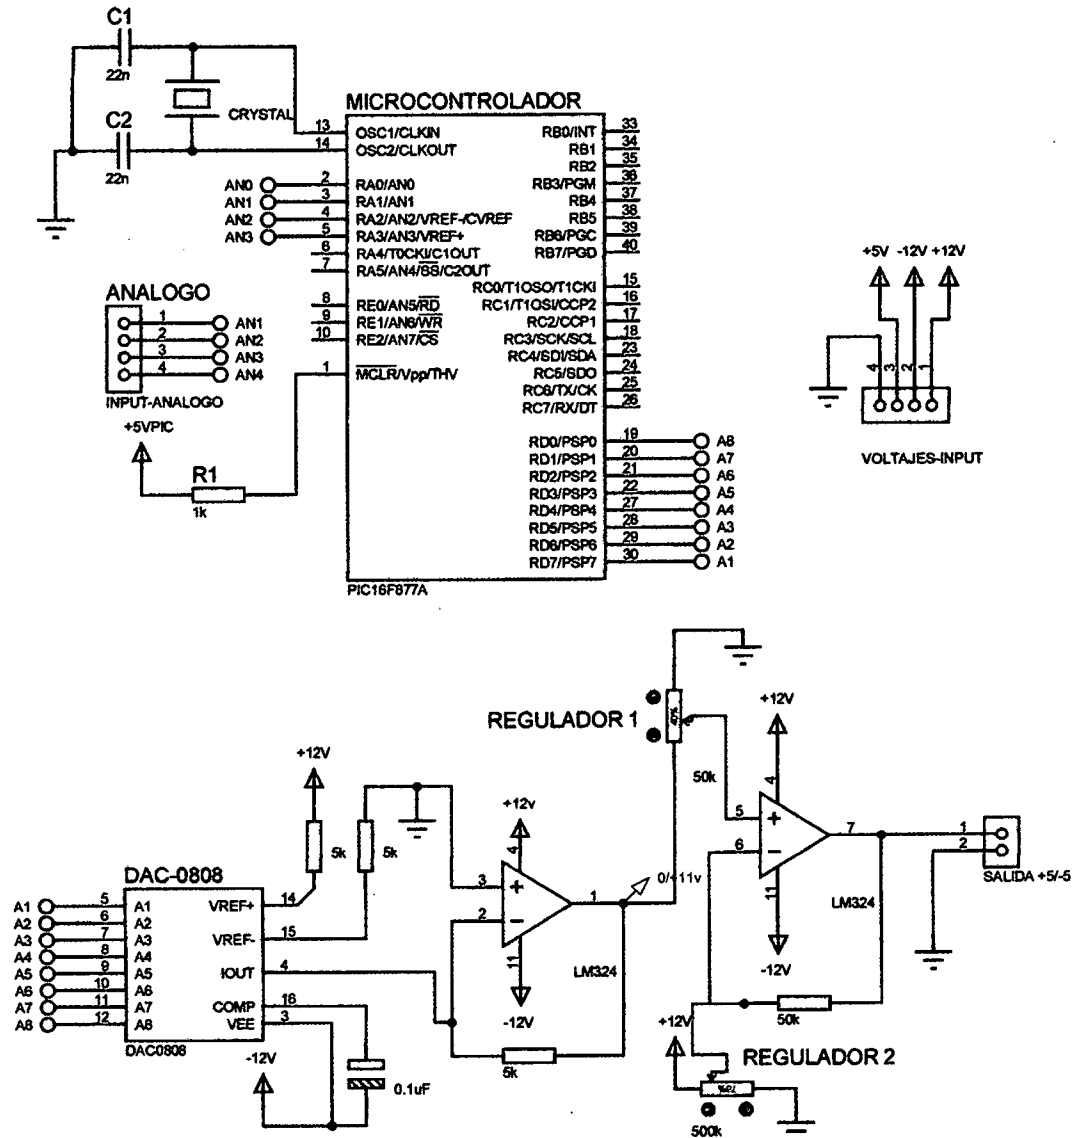 C1
22n
CRYSTAL
C2
22n
MICROCONTROLADOR
13 OSC1/CLKIN
14 OSC2/CLKOUT
AN0 2 RA0/AN0
AN1 3 RA1/AN1
AN2 4 RA2/AN2/VREF-/CVREF
AN3 5 RA3/AN3/VREF+
6 RA4/T0CKI/C1OUT
7 RA5/AN4/SS/C2OUT
8 RE0/AN5/RD
9 RE1/AN6/WR
10 RE2/AN7/CS
1 MCLR/Vpp/THV
RB0/INT 33
RB1 34
RB2 35
RB3/PGM 36
RB4 37
RB5 38
RB6/PGC 39
RB7/PGD 40
RC0/T1OSO/T1CKI 15
RC1/T1OSI/CCP2 16
RC2/CCP1 17
RC3/SCK/SCL 18
RC4/SDI/SDA 23
RC5/SDO 24
RC6/TX/CK 25
RC7/RX/DT 26
RD0/PSP0 19 A8
RD1/PSP1 20 A7
RD2/PSP2 21 A6
RD3/PSP3 22 A5
RD4/PSP4 27 A4
RD5/PSP5 28 A3
RD6/PSP6 29 A2
RD7/PSP7 30 A1
PIC16F877A
ANALOGO
1 AN1
2 AN2
3 AN3
4 AN4
INPUT-ANALOGO
+5VPIC
R1
1k
+5V -12V +12V
4 3 2 1
VOLTAJES-INPUT
REGULADOR 1
50k
+12V
4
5 +
6 −
7
11
-12V
LM324
1
2
SALIDA +5/-5
50k
+12V
REGULADOR 2
500k
+12V
5k
5k
+12v
4
3 +
2 −
1
11
-12V
LM324
0/+11v
5k
DAC-0808
A1 5 A1
A2 6 A2
A3 7 A3
A4 8 A4
A5 9 A5
A6 10 A6
A7 11 A7
A8 12 A8
VREF+ 14
VREF- 15
IOUT 4
COMP 16
VEE 3
DAC0808
-12V
0.1uF